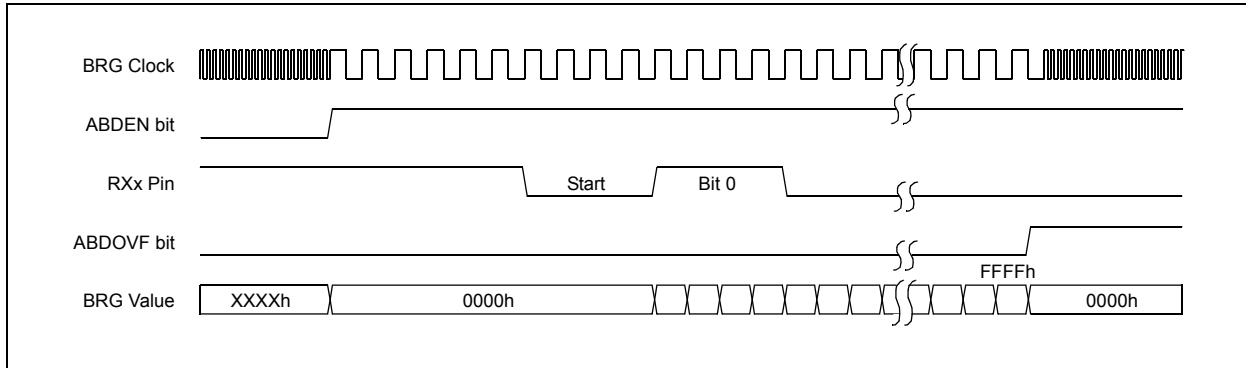 BRG Clock
ABDEN bit
RXx Pin
Start
Bit 0
ABDOVF bit
FFFFh
BRG Value
XXXXh
0000h
0000h